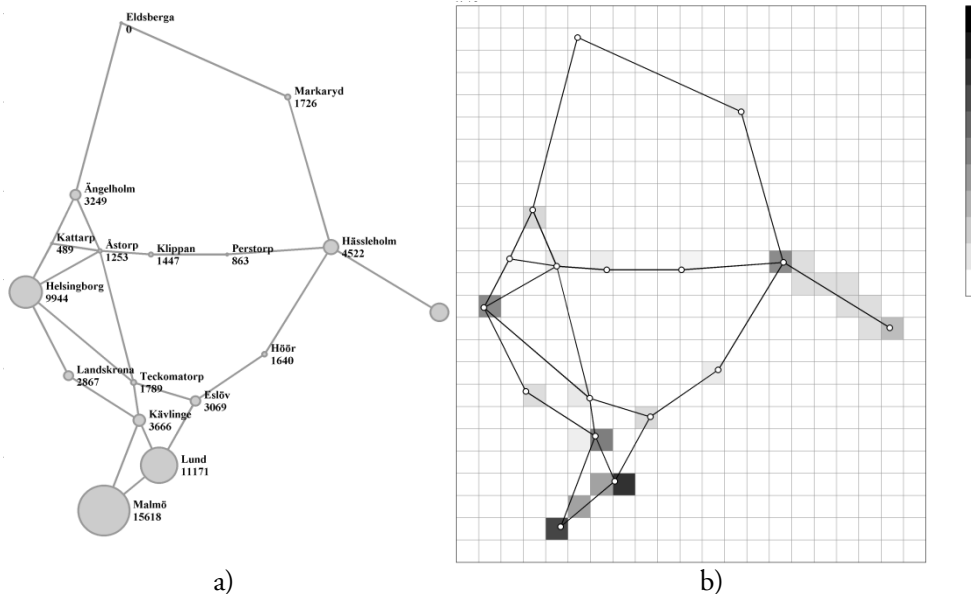 Eldsberga
0
Markaryd
1726
Ängelholm
3249
Kattarp
489
Åstorp
1253
Klippan
1447
Perstorp
863
Hässleholm
4522
Helsingborg
9944
Höör
1640
Landskrona
2867
Teckomatorp
1789
Eslöv
3069
Kävlinge
3666
Lund
11171
Malmö
15618
a)
b)